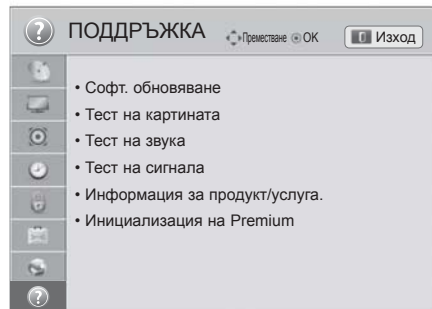 ПОДДРЪЖКА Преместване OK Изход
• Софт. обновяване
• Тест на картината
• Тест на звука
• Тест на сигнала
• Информация за продукт/услуга.
• Инициализация на Premium